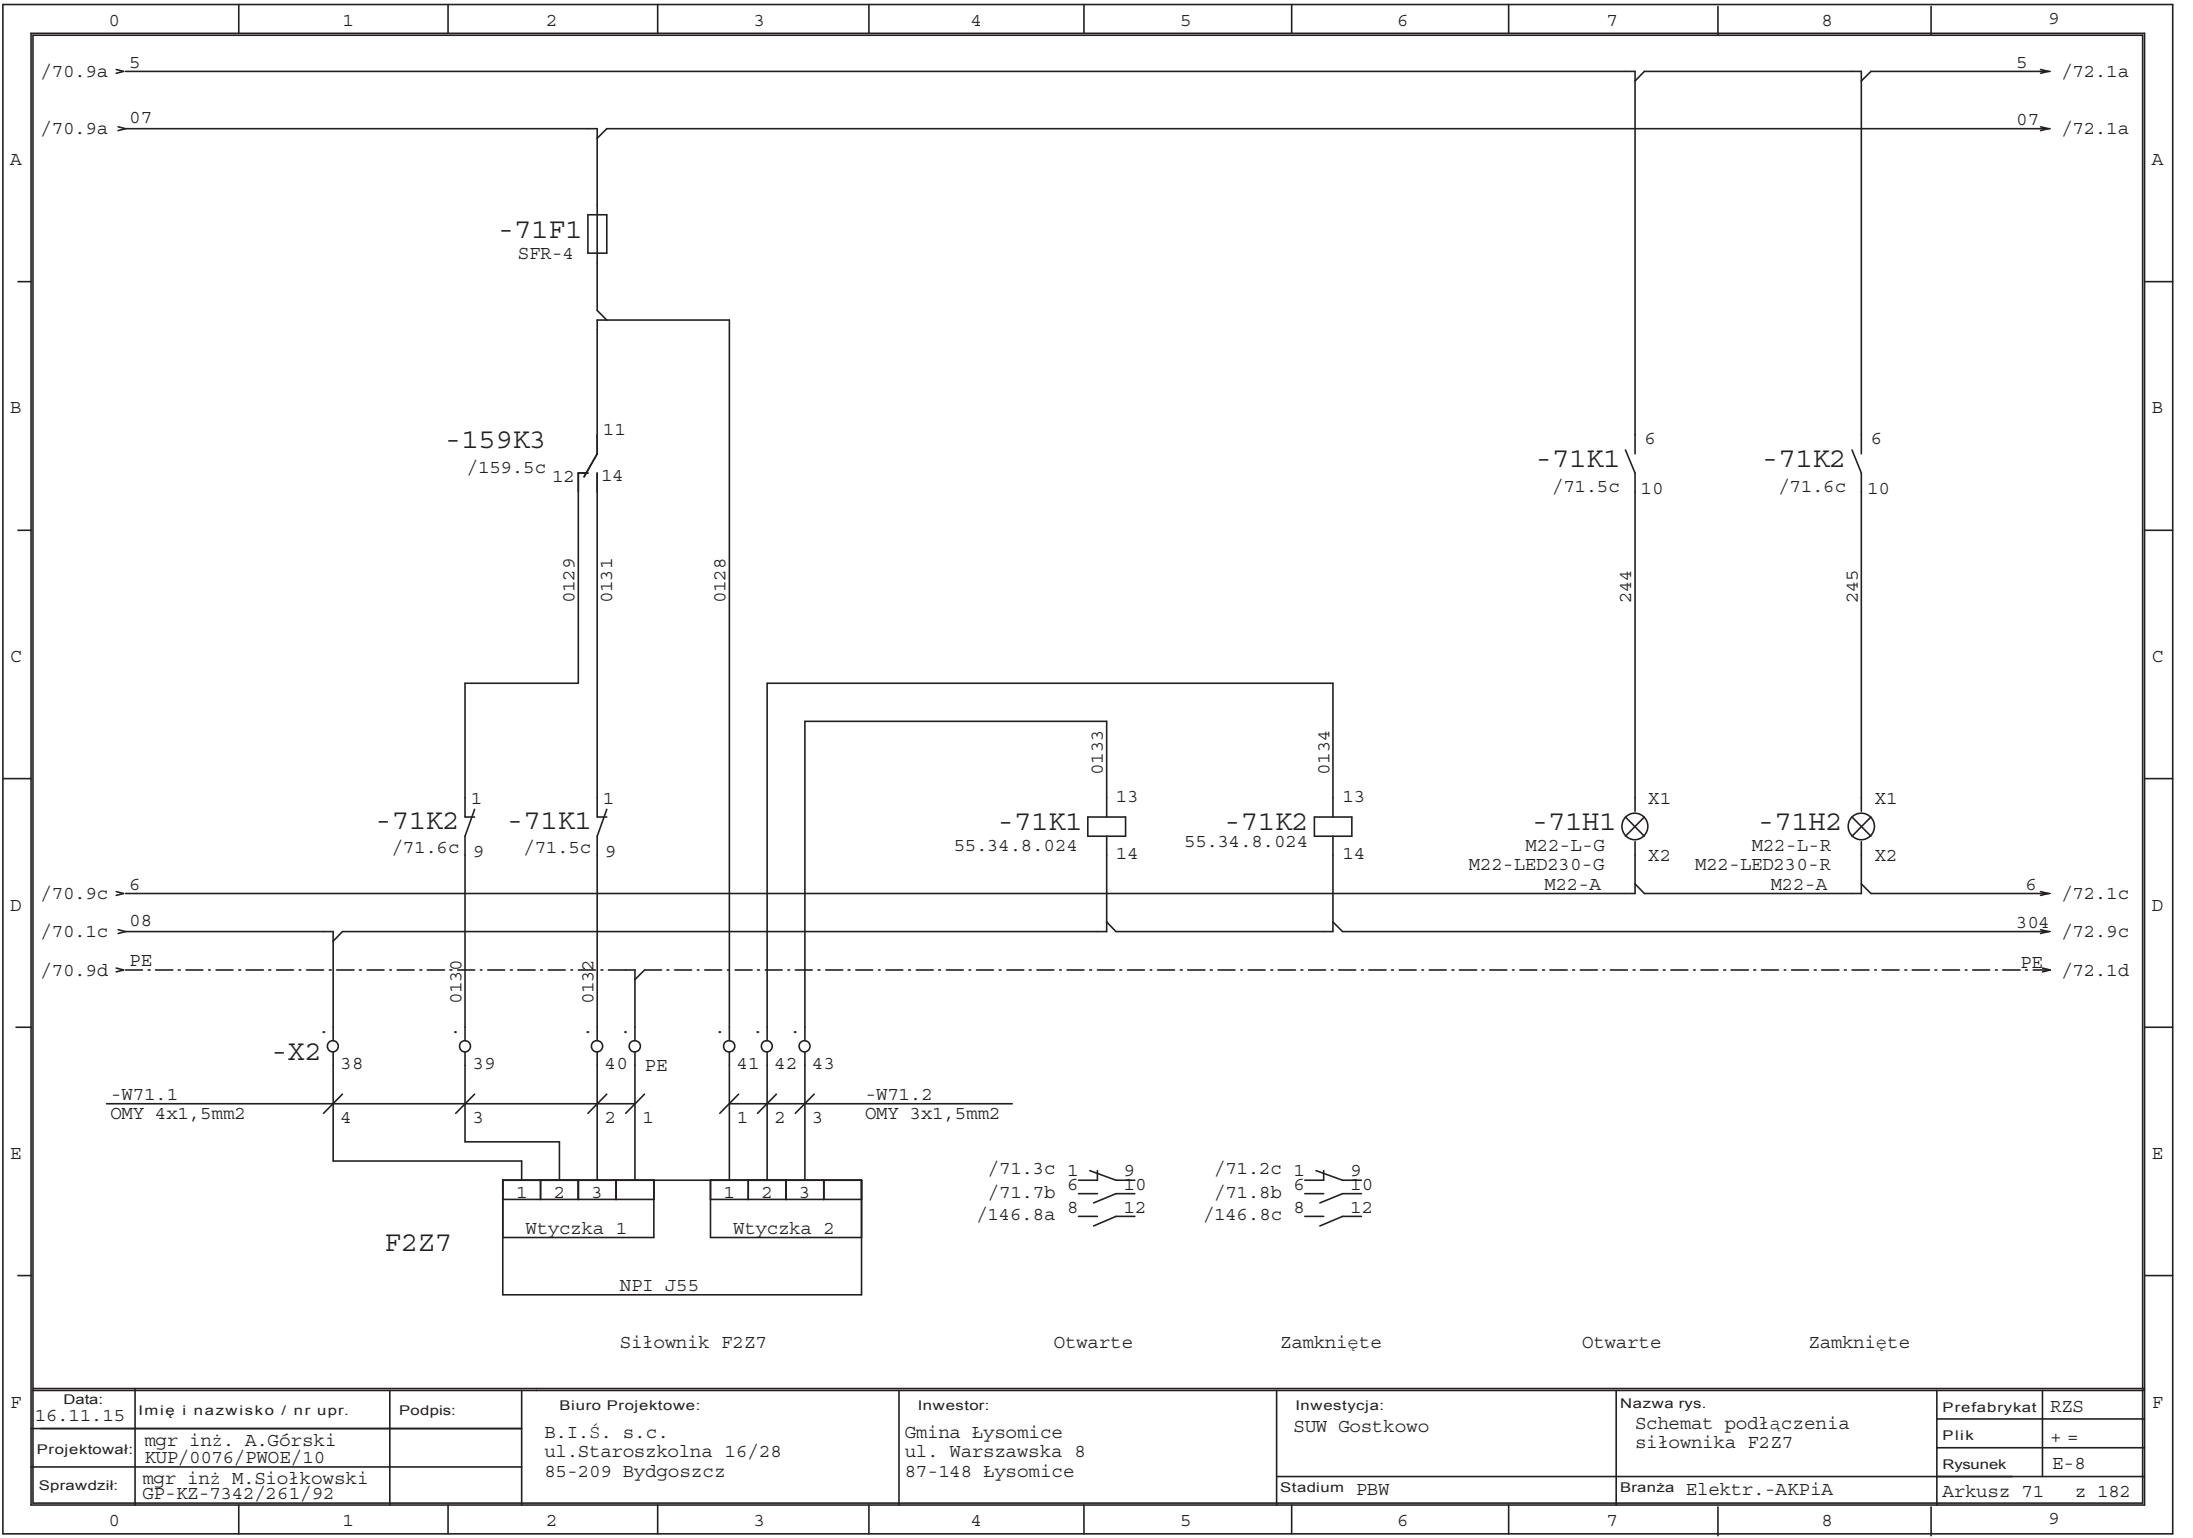 0 1 2 3 4 5 6 7 8 9
/70.9a 5 5 /72.1a
/70.9a 07 07 /72.1a
A A
-71F1
SFR-4
B B
-159K3 11
/159.5c 12 14
-71K1 6
/71.5c 10
-71K2 6
/71.6c 10
0129 0131 0128 244 245
C C
0133 0134
-71K2 1
/71.6c 9
-71K1 1
/71.5c 9
-71K1 13
55.34.8.024 14
-71K2 13
55.34.8.024 14
-71H1 X1
M22-L-G X2
M22-LED230-G
M22-A
-71H2 X1
M22-L-R X2
M22-LED230-R
M22-A
/70.9c 6 6 /72.1c
D D
/70.1c 08 304 /72.9c
/70.9d PE PE /72.1d
0130 0132
-X2 38 39 40 PE 41 42 43
-W71.1
OMY 4x1,5mm2
4 3 2 1 1 2 3
-W71.2
OMY 3x1,5mm2
E E
/71.3c 1 9
/71.7b 6 10
/146.8a 8 12
/71.2c 1 9
/71.8b 6 10
/146.8c 8 12
1 2 3 1 2 3
Wtyczka 1 Wtyczka 2
F2Z7
NPI J55
Siłownik F2Z7 Otwarte Zamknięte Otwarte Zamknięte
F F
Data:
16.11.15
Imię i nazwisko / nr upr.
Podpis:
Projektował:
mgr inż. A.Górski
KUP/0076/PWOE/10
Sprawdził:
mgr inż M.Siołkowski
GP-KZ-7342/261/92
Biuro Projektowe:
B.I.Ś. s.c.
ul.Staroszkolna 16/28
85-209 Bydgoszcz
Inwestor:
Gmina Łysomice
ul. Warszawska 8
87-148 Łysomice
Inwestycja:
SUW Gostkowo
Stadium PBW
Nazwa rys.
Schemat podłączenia
siłownika F2Z7
Branża Elektr.-AKPiA
Prefabrykat RZS
Plik + =
Rysunek E-8
Arkusz 71 z 182
0 1 2 3 4 5 6 7 8 9